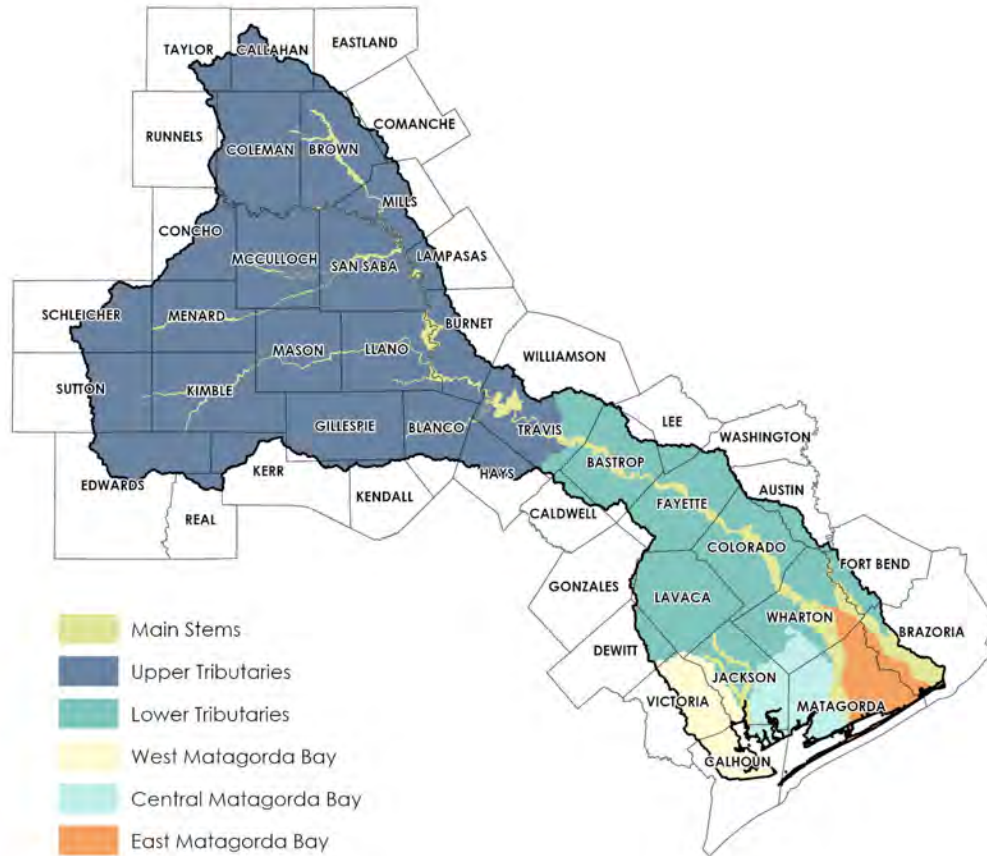 TAYLOR
CALLAHAN
EASTLAND
RUNNELS
COLEMAN
BROWN
COMANCHE
MILLS
CONCHO
MCCULLOCH
SAN SABA
LAMPASAS
SCHLEICHER
MENARD
BURNET
MASON
LLANO
WILLIAMSON
SUTTON
KIMBLE
GILLESPIE
BLANCO
TRAVIS
LEE
WASHINGTON
BASTROP
HAYS
KERR
EDWARDS
KENDALL
AUSTIN
FAYETTE
REAL
CALDWELL
COLORADO
FORT BEND
GONZALES
LAVACA
WHARTON
BRAZORIA
DEWITT
JACKSON
VICTORIA
MATAGORDA
CALHOUN
Main Stems
Upper Tributaries
Lower Tributaries
West Matagorda Bay
Central Matagorda Bay
East Matagorda Bay